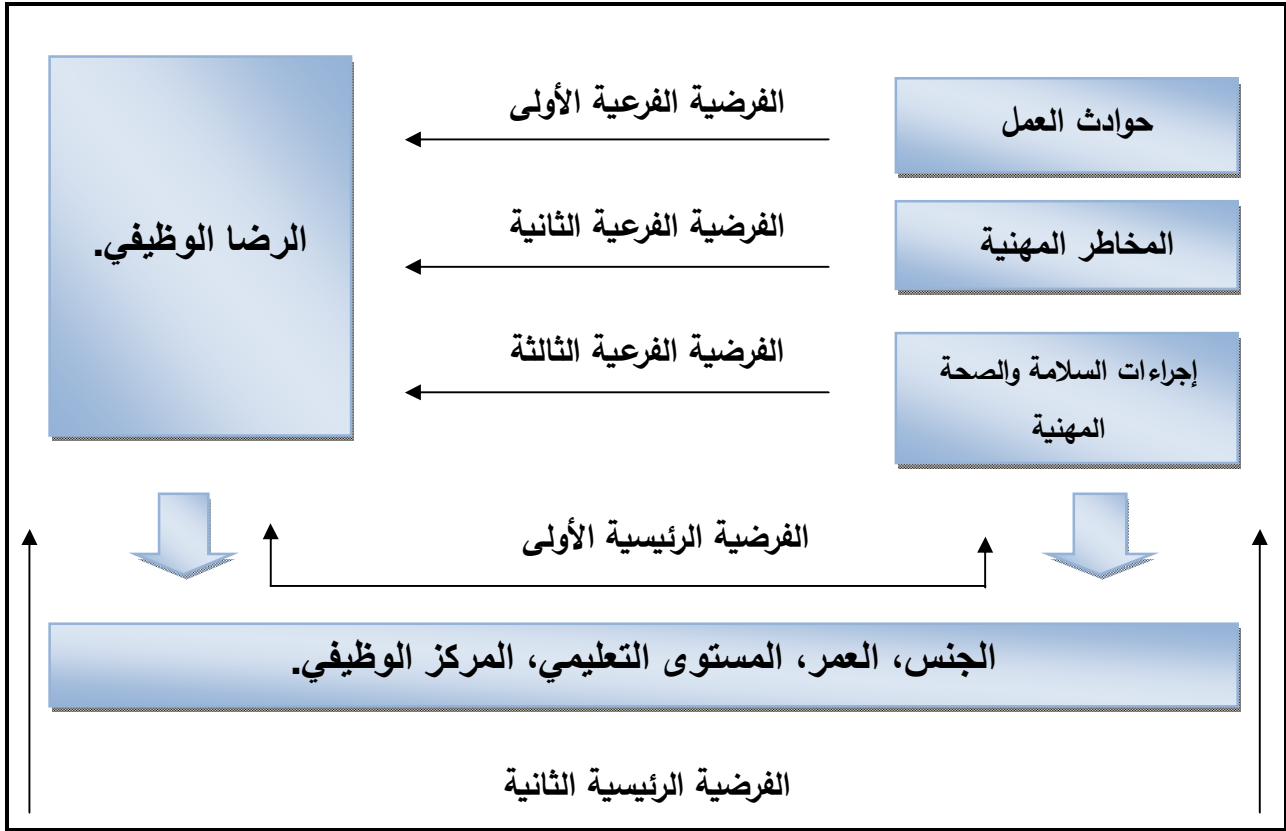 حوادث العمل
الفرضية الفرعية الأولى
الرضا الوظيفي.
المخاطر المهنية
الفرضية الفرعية الثانية
إجراءات السلامة والصحة
المهنية
الفرضية الفرعية الثالثة
الفرضية الرئيسية الأولى
الجنس، العمر، المستوى التعليمي، المركز الوظيفي.
الفرضية الرئيسية الثانية